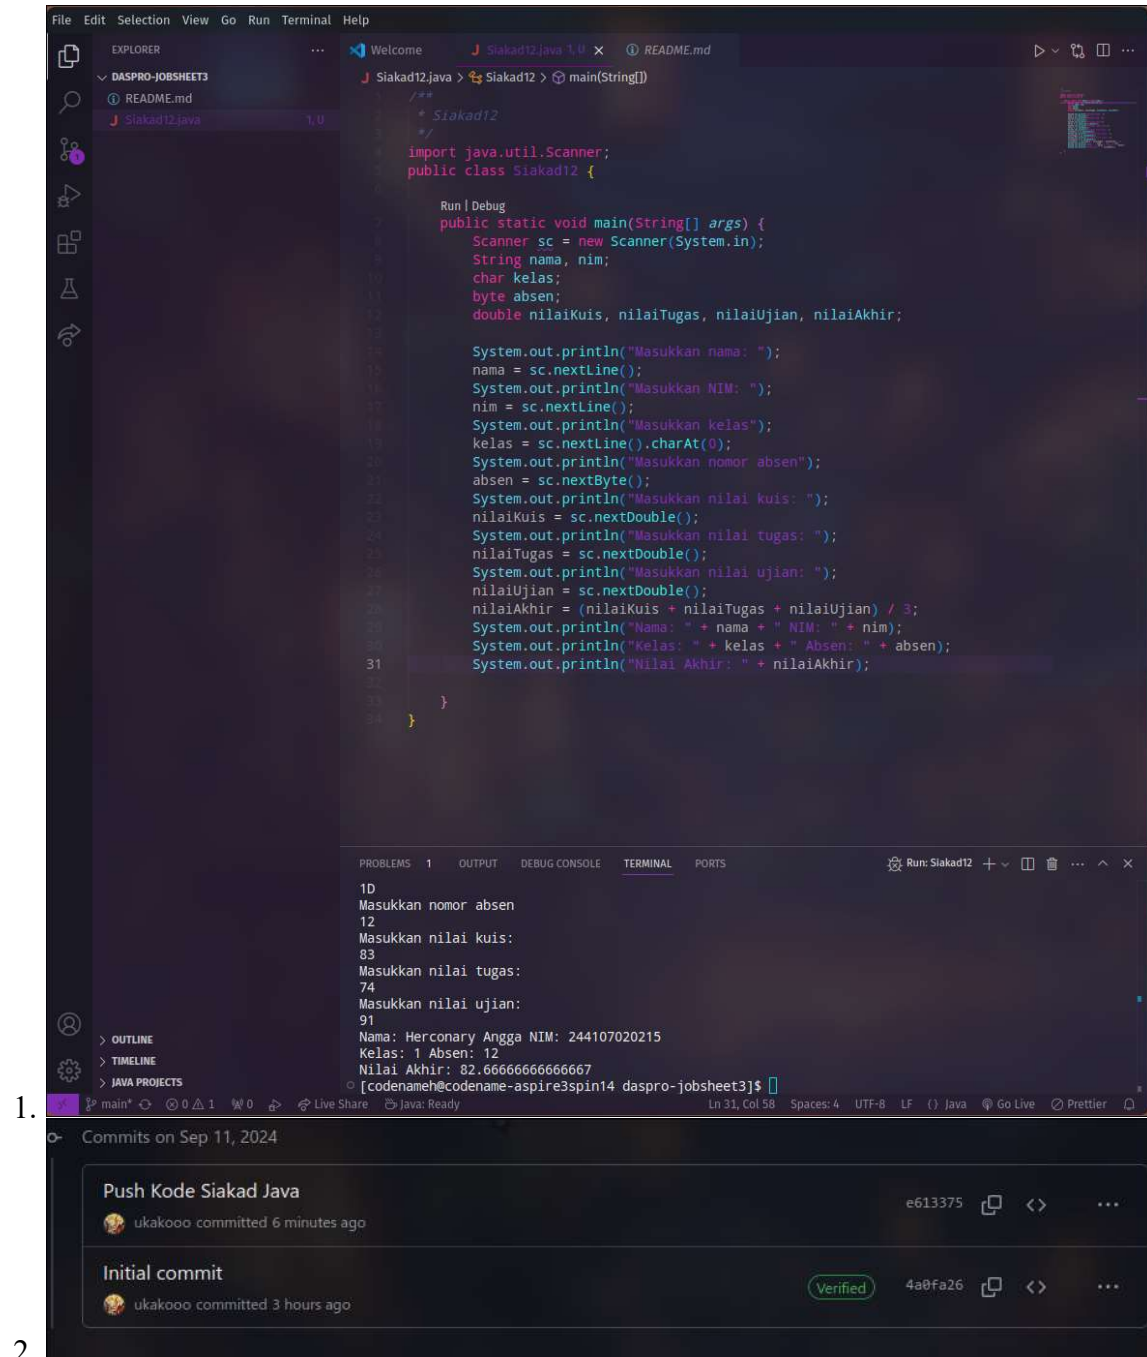 File Edit Selection View Go Run Terminal Help
EXPLORER ...
Welcome
J Siakad12.java 1, U
README.md
DASPRO-JOBSHEET3
README.md
J Siakad12.java 1, U
J Siakad12.java > Siakad12 > main(String[])
/**
* Siakad12
*/
import java.util.Scanner;
public class Siakad12 {
Run | Debug
public static void main(String[] args) {
Scanner sc = new Scanner(System.in);
String nama, nim;
char kelas;
byte absen;
double nilaiKuis, nilaiTugas, nilaiUjian, nilaiAkhir;
System.out.println("Masukkan nama: ");
nama = sc.nextLine();
System.out.println("Masukkan NIM: ");
nim = sc.nextLine();
System.out.println("Masukkan kelas");
kelas = sc.nextLine().charAt(0);
System.out.println("Masukkan nomor absen");
absen = sc.nextByte();
System.out.println("Masukkan nilai kuis: ");
nilaiKuis = sc.nextDouble();
System.out.println("Masukkan nilai tugas: ");
nilaiTugas = sc.nextDouble();
System.out.println("Masukkan nilai ujian: ");
nilaiUjian = sc.nextDouble();
nilaiAkhir = (nilaiKuis + nilaiTugas + nilaiUjian) / 3;
System.out.println("Nama: " + nama + " NIM: " + nim);
System.out.println("Kelas: " + kelas + " Absen: " + absen);
31 System.out.println("Nilai Akhir: " + nilaiAkhir);
}
}
PROBLEMS 1 OUTPUT DEBUG CONSOLE TERMINAL PORTS Run: Siakad12
1D
Masukkan nomor absen
12
Masukkan nilai kuis:
83
Masukkan nilai tugas:
74
Masukkan nilai ujian:
91
Nama: Herconary Angga NIM: 244107020215
Kelas: 1 Absen: 12
Nilai Akhir: 82.66666666666667
[codenameh@codename-aspire3spin14 daspro-jobsheet3]$
OUTLINE
TIMELINE
JAVA PROJECTS
1.
main* 0 1 0 Live Share Java: Ready Ln 31, Col 58 Spaces: 4 UTF-8 LF {} Java Go Live Prettier
Commits on Sep 11, 2024
Push Kode Siakad Java
ukakooo committed 6 minutes ago
e613375
Initial commit
ukakooo committed 3 hours ago
Verified 4a0fa26
2.